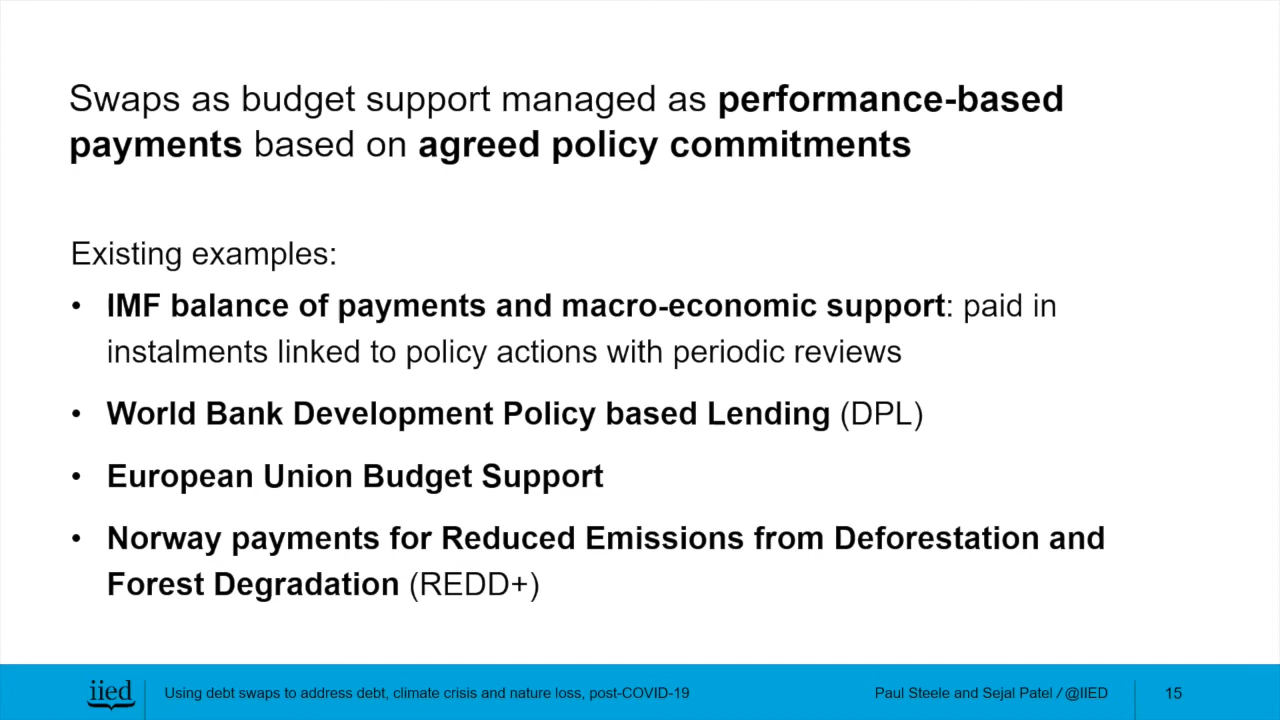 Swaps as budget support managed as performance-based
payments based on agreed policy commitments
Existing examples:
• IMF balance of payments and macro-economic support: paid in
instalments linked to policy actions with periodic reviews
• World Bank Development Policy based Lending (DPL)
• European Union Budget Support
• Norway payments for Reduced Emissions from Deforestation and
Forest Degradation (REDD+)
iied
Using debt swaps to address debt, climate crisis and nature loss, post-COVID-19
Paul Steele and Sejal Patel / @IIED
15